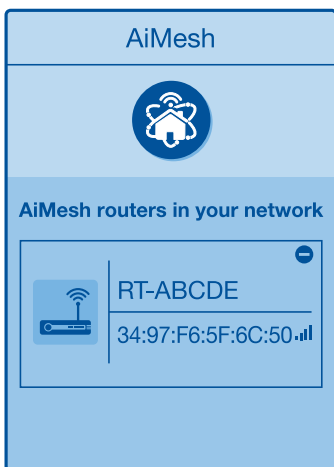 AiMesh
AiMesh routers in your network
RT-ABCDE
34:97:F6:5F:6C:50